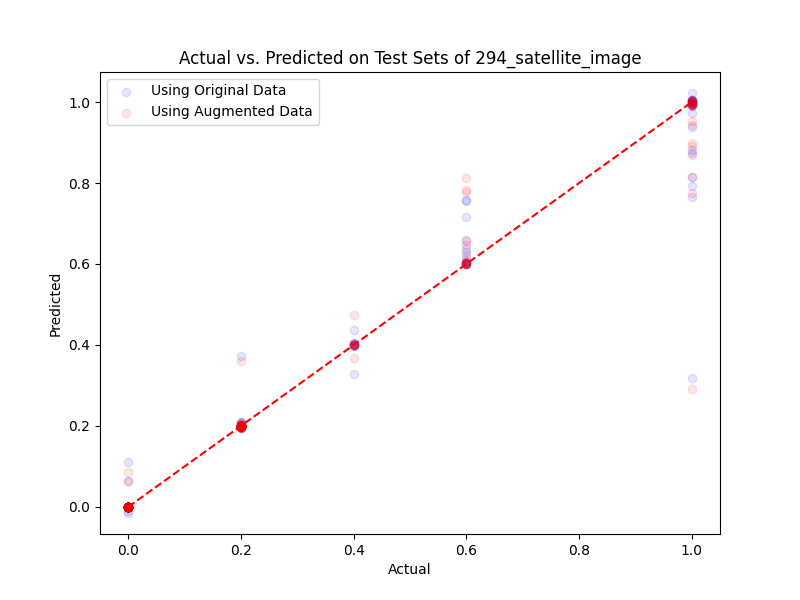 Actual vs. Predicted on Test Sets of 294_satellite_image
Using Original Data
Using Augmented Data
1.0
0.8
0.6
0.4
0.2
0.0
Predicted
0.0 0.2 0.4 0.6 0.8 1.0
Actual